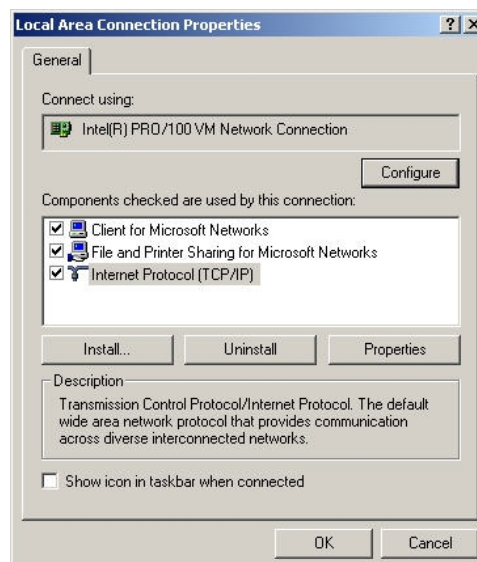 Local Area Connection Properties
General
Connect using:
Intel(R) PRO/100 VM Network Connection
Configure
Components checked are used by this connection:
Client for Microsoft Networks
File and Printer Sharing for Microsoft Networks
Internet Protocol (TCP/IP)
Install... Uninstall Properties
Description
Transmission Control Protocol/Internet Protocol. The default
wide area network protocol that provides communication
across diverse interconnected networks.
Show icon in taskbar when connected
OK Cancel